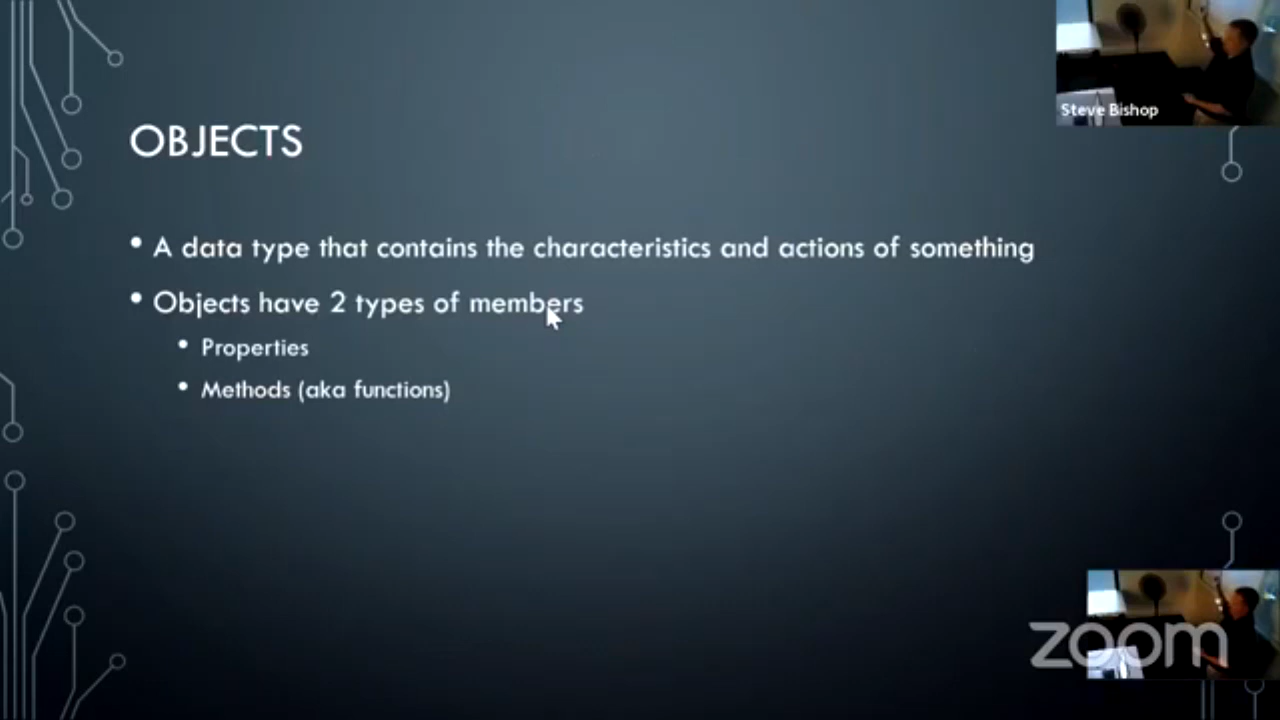 Steve Bishop
OBJECTS
• A data type that contains the characteristics and actions of something
• Objects have 2 types of members
• Properties
• Methods (aka functions)
zoom